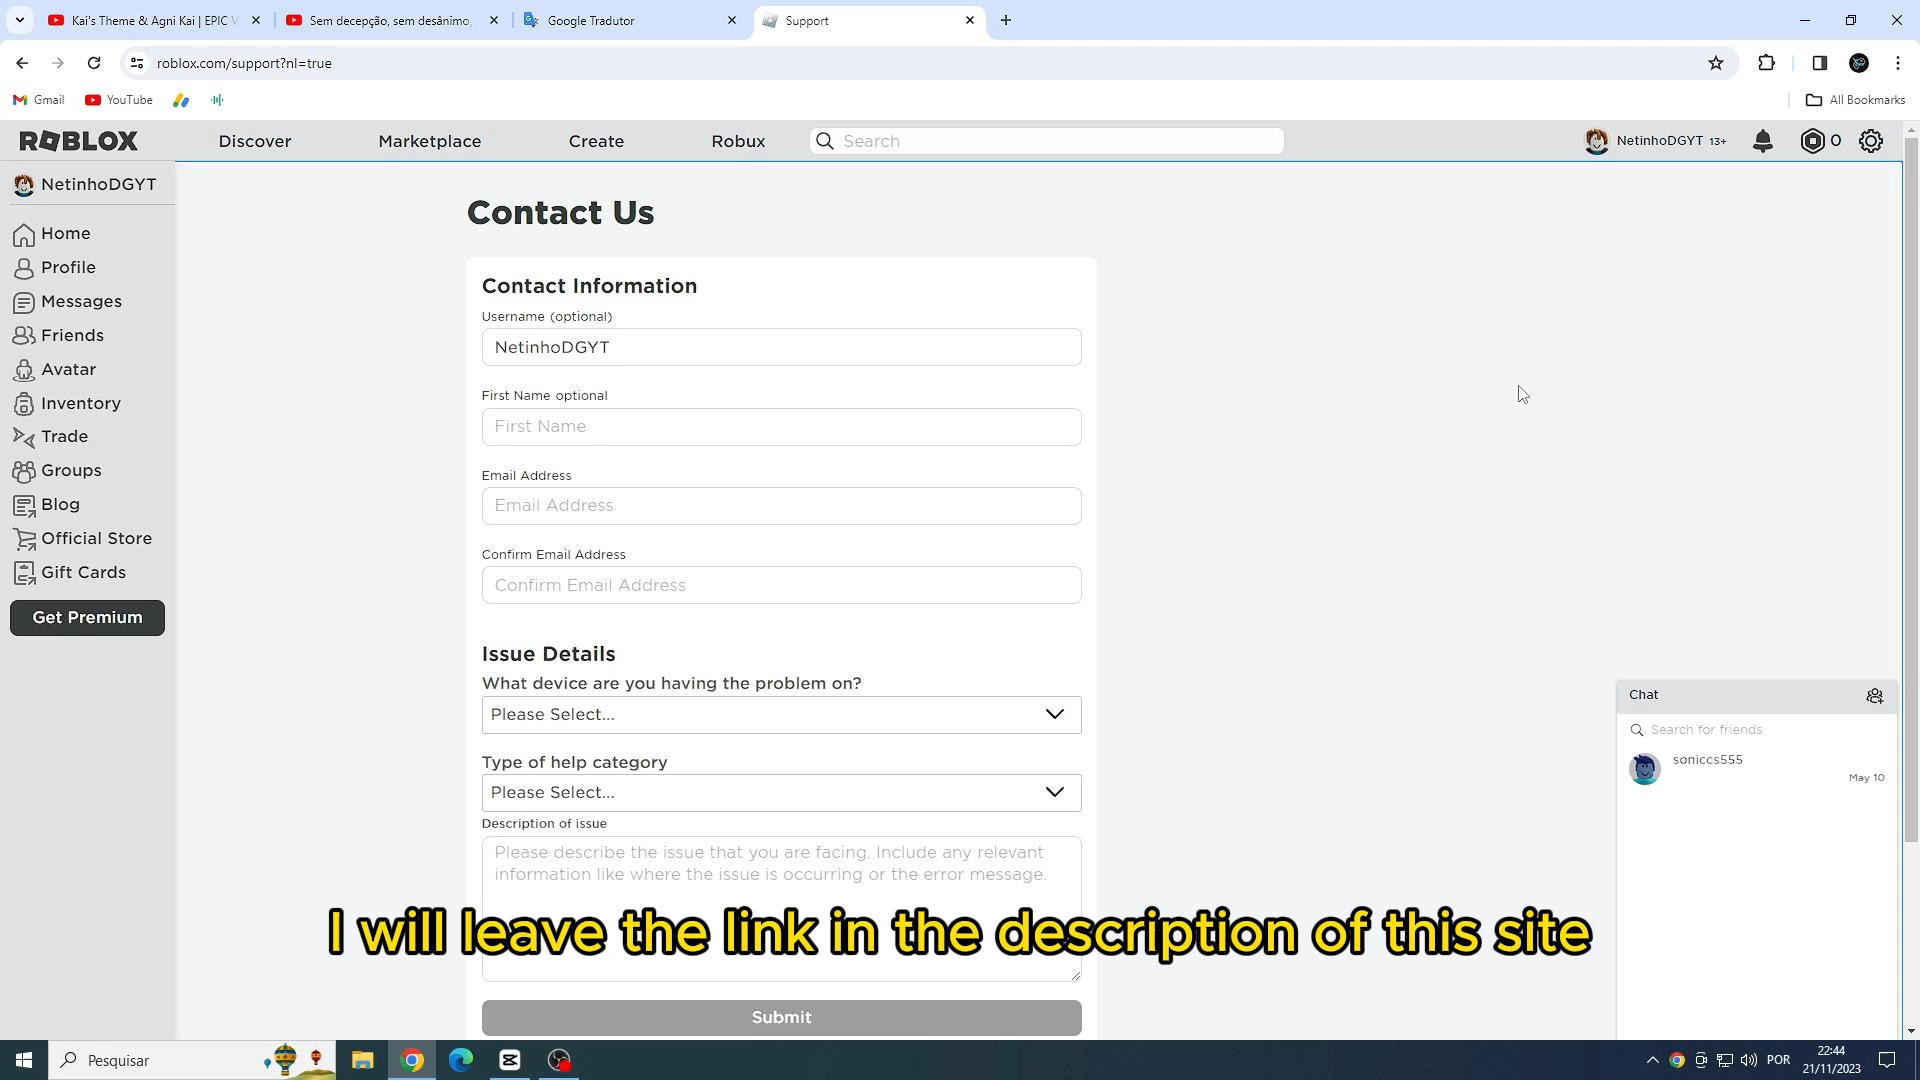 Kai's Theme & Agni Kai | EPIC V
Sem decepção, sem desânimo,
Google Tradutor
Support
roblox.com/support?nl=true
Gmail
YouTube
All Bookmarks
ROBLOX
Discover
Marketplace
Create
Robux
Search
NetinhoDGYT 13+
0
NetinhoDGYT
Home
Profile
Messages
Friends
Avatar
Inventory
Trade
Groups
Blog
Official Store
Gift Cards
Get Premium
Contact Us
Contact Information
Username (optional)
NetinhoDGYT
First Name optional
First Name
Email Address
Email Address
Confirm Email Address
Confirm Email Address
Issue Details
What device are you having the problem on?
Please Select...
Type of help category
Please Select...
Description of issue
Please describe the issue that you are facing. Include any relevant
information like where the issue is occurring or the error message.
I will leave the link in the description of this site
Submit
Chat
Search for friends
soniccs555
May 10
Pesquisar
POR
22:44
21/11/2023